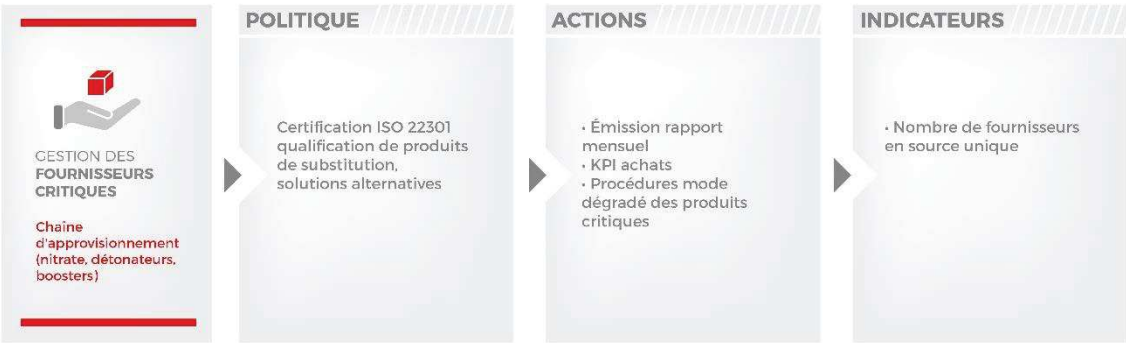 GESTION DES
FOURNISSEURS
CRITIQUES
Chaîne
d'approvisionnement
(nitrate, détonateurs,
boosters)
POLITIQUE
Certification ISO 22301
qualification de produits
de substitution,
solutions alternatives
ACTIONS
• Émission rapport
mensuel
• KPI achats
• Procédures mode
dégradé des produits
critiques
INDICATEURS
• Nombre de fournisseurs
en source unique